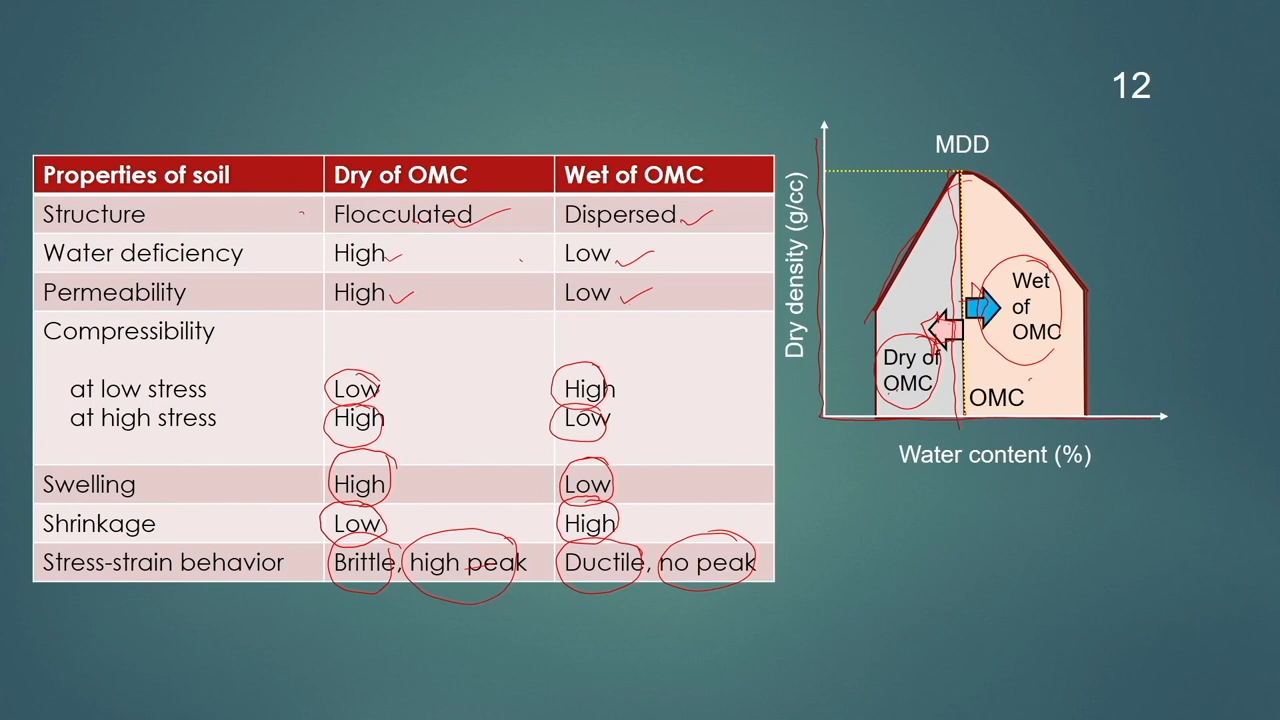 12
Properties of soil Dry of OMC Wet of OMC
Structure Flocculated Dispersed
Water deficiency High Low
Permeability High Low
Compressibility
at low stress Low High
at high stress High Low
Swelling High Low
Shrinkage Low High
Stress-strain behavior Brittle, high peak Ductile, no peak
MDD
Dry density (g/cc)
Wet
of
OMC
Dry of
OMC
OMC
Water content (%)